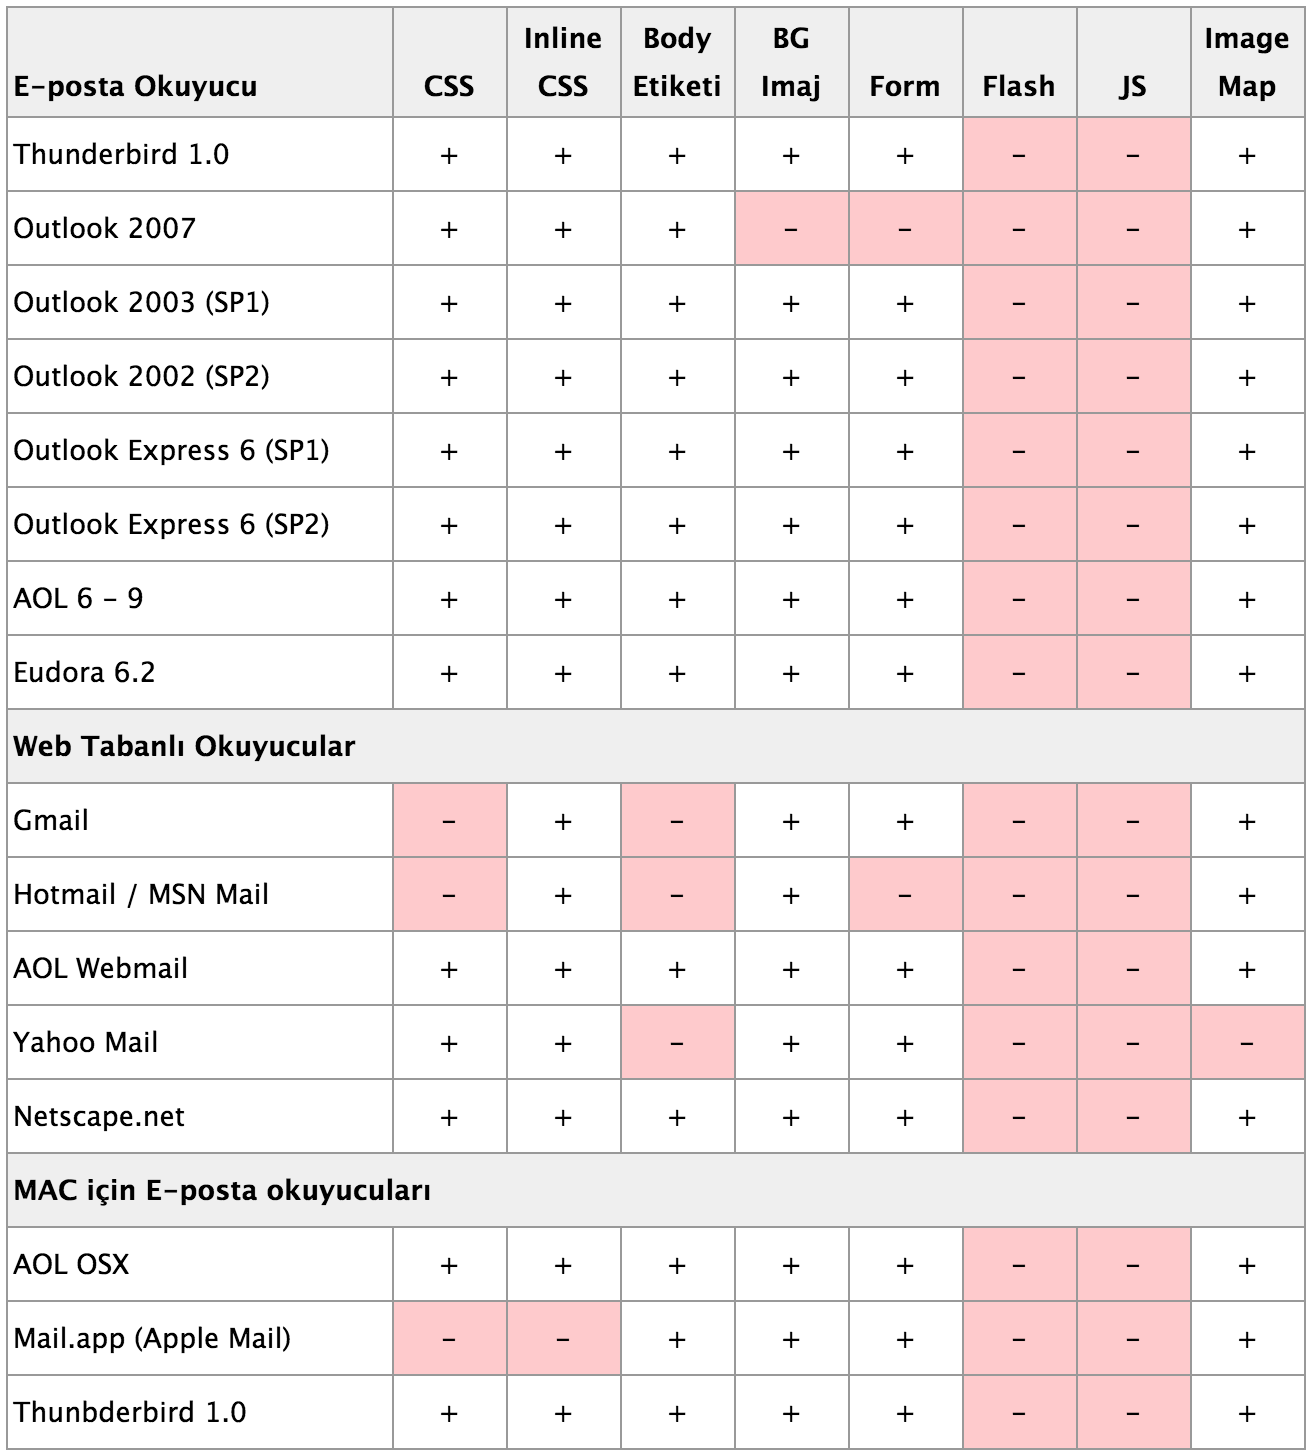 E-posta Okuyucu CSS Inline CSS Body Etiketi BG Imaj Form Flash JS Image Map
Thunderbird 1.0 + + + + + - - +
Outlook 2007 + + + - - - - +
Outlook 2003 (SP1) + + + + + - - +
Outlook 2002 (SP2) + + + + + - - +
Outlook Express 6 (SP1) + + + + + - - +
Outlook Express 6 (SP2) + + + + + - - +
AOL 6 - 9 + + + + + - - +
Eudora 6.2 + + + + + - - +
Web Tabanlı Okuyucular
Gmail - + - + + - - +
Hotmail / MSN Mail - + - + - - - +
AOL Webmail + + + + + - - +
Yahoo Mail + + - + + - - -
Netscape.net + + + + + - - +
MAC için E-posta okuyucuları
AOL OSX + + + + + - - +
Mail.app (Apple Mail) - - + + + - - +
Thunbderbird 1.0 + + + + + - - +